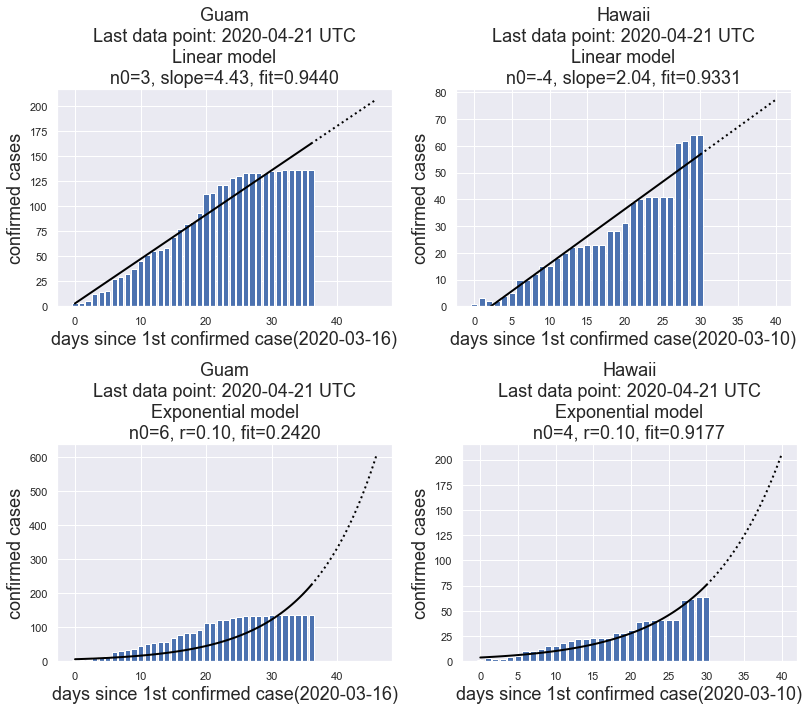 Guam
Last data point: 2020-04-21 UTC
Linear model
n0=3, slope=4.43, fit=0.9440
200
175
150
125
100
75
50
25
0
confirmed cases
0 10 20 30 40
days since 1st confirmed case(2020-03-16)
Hawaii
Last data point: 2020-04-21 UTC
Linear model
n0=-4, slope=2.04, fit=0.9331
80
70
60
50
40
30
20
10
0
confirmed cases
0 5 10 15 20 25 30 35 40
days since 1st confirmed case(2020-03-10)
Guam
Last data point: 2020-04-21 UTC
Exponential model
n0=6, r=0.10, fit=0.2420
600
500
400
300
200
100
0
confirmed cases
0 10 20 30 40
days since 1st confirmed case(2020-03-16)
Hawaii
Last data point: 2020-04-21 UTC
Exponential model
n0=4, r=0.10, fit=0.9177
200
175
150
125
100
75
50
25
0
confirmed cases
0 5 10 15 20 25 30 35 40
days since 1st confirmed case(2020-03-10)